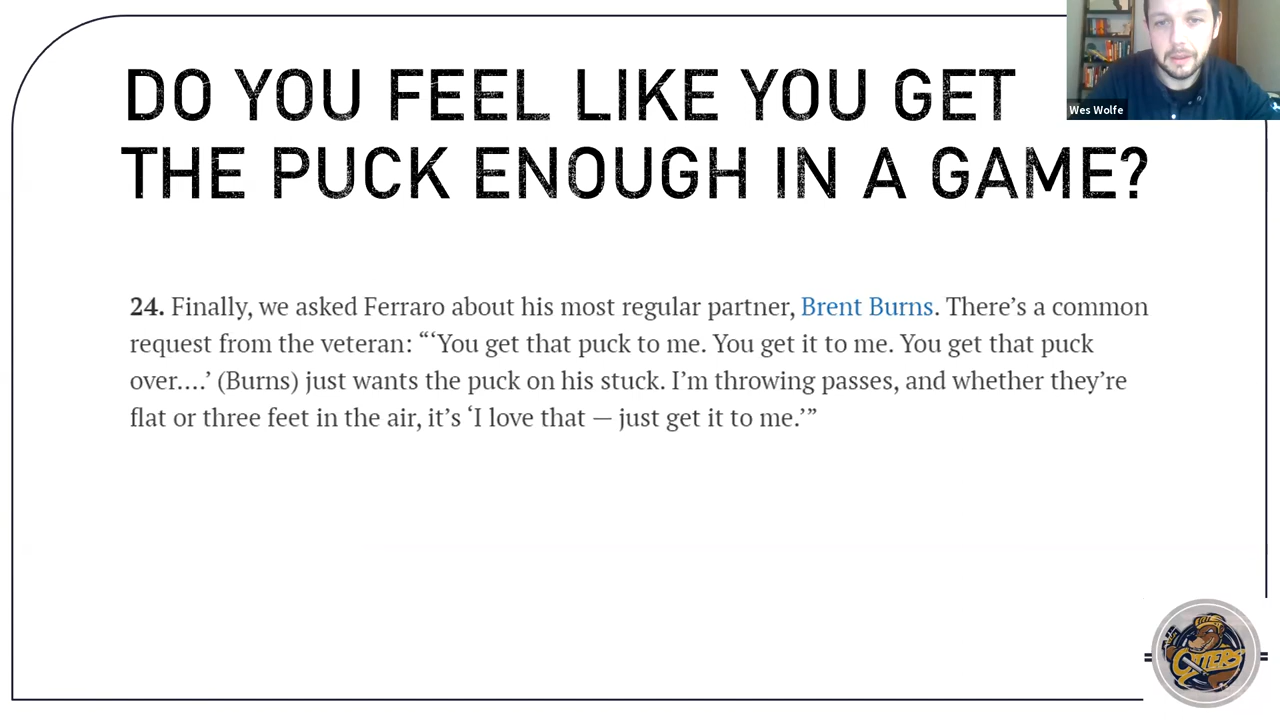 DO YOU FEEL LIKE YOU GET
THE PUCK ENOUGH IN A GAME?
Wes Wolfe
24. Finally, we asked Ferraro about his most regular partner, Brent Burns. There’s a common
request from the veteran: “‘You get that puck to me. You get it to me. You get that puck
over....’ (Burns) just wants the puck on his stuck. I’m throwing passes, and whether they’re
flat or three feet in the air, it’s ‘I love that — just get it to me.’”
OTTERS